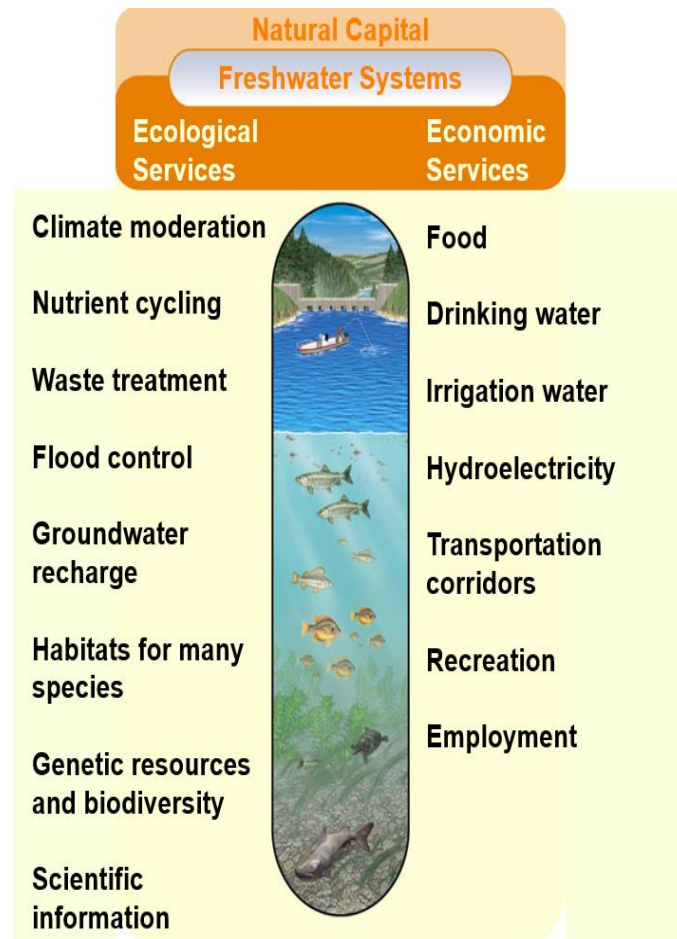 Natural Capital
Freshwater Systems
Ecological
Services
Economic
Services
Climate moderation
Nutrient cycling
Waste treatment
Flood control
Groundwater
recharge
Habitats for many
species
Genetic resources
and biodiversity
Scientific
information
Food
Drinking water
Irrigation water
Hydroelectricity
Transportation
corridors
Recreation
Employment